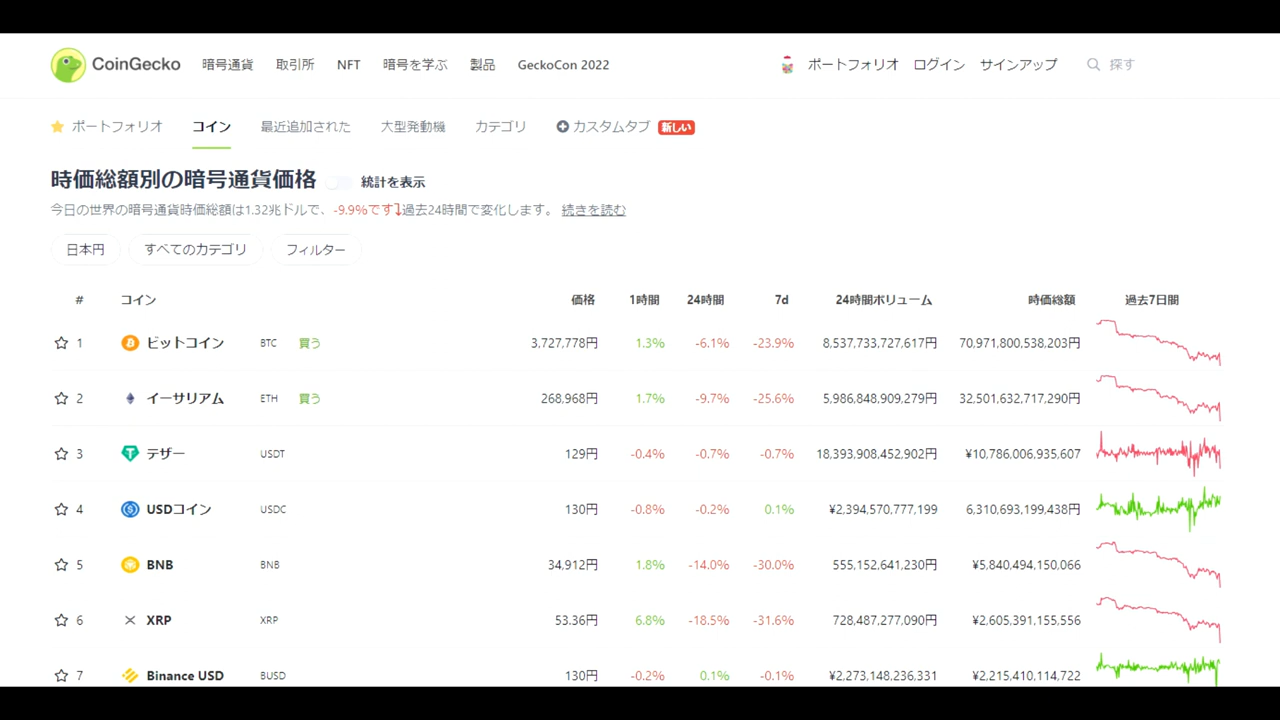 CoinGecko 暗号通貨 取引所 NFT 暗号を学ぶ 製品 GeckoCon 2022 ポートフォリオ ログイン サインアップ 探す
ポートフォリオ コイン 最近追加された 大型発動機 カテゴリ カスタムタブ 新しい
時価総額別の暗号通貨価格 統計を表示
今日の世界の暗号通貨時価総額は1.32兆ドルで、-9.9%です過去24時間で変化します。 続きを読む
日本円 すべてのカテゴリ フィルター
# コイン 価格 1時間 24時間 7d 24時間ボリューム 時価総額 過去7日間
1 ビットコイン BTC 買う 3,727,778円 1.3% -6.1% -23.9% 8,537,733,727,617円 70,971,800,538,203円
2 イーサリアム ETH 買う 268,968円 1.7% -9.7% -25.6% 5,986,848,909,279円 32,501,632,717,290円
3 テザー USDT 129円 -0.4% -0.7% -0.7% 18,393,908,452,902円 ¥10,786,006,935,607
4 USDコイン USDC 130円 -0.8% -0.2% 0.1% ¥2,394,570,777,199 6,310,693,199,438円
5 BNB BNB 34,912円 1.8% -14.0% -30.0% 555,152,641,230円 ¥5,840,494,150,066
6 XRP XRP 53.36円 6.8% -18.5% -31.6% 728,487,277,090円 ¥2,605,391,155,556
7 Binance USD BUSD 130円 -0.2% 0.1% -0.1% ¥2,273,148,236,331 ¥2,215,410,114,722